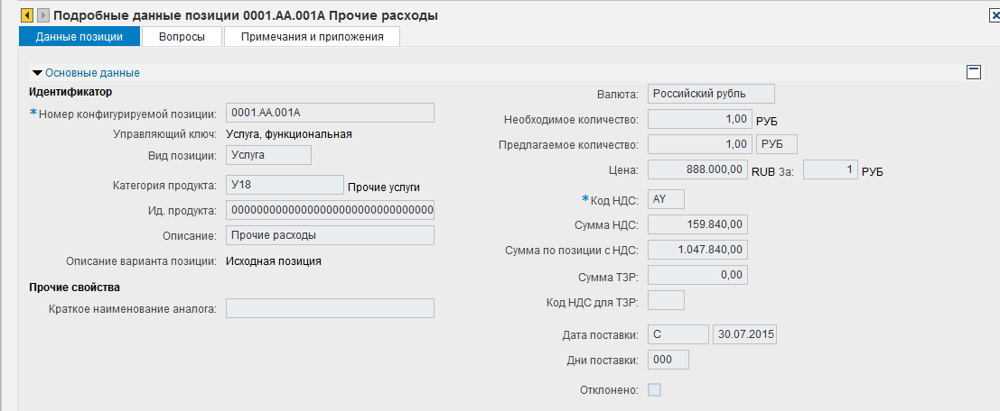 Подробные данные позиции 0001.AA.001A Прочие расходы
Данные позиции Вопросы Примечания и приложения
Основные данные
Идентификатор
* Номер конфигурируемой позиции: 0001.AA.001A
Управляющий ключ: Услуга, функциональная
Вид позиции: Услуга
Категория продукта: У18 Прочие услуги
Ид. продукта: 0000000000000000000000000000000000
Описание: Прочие расходы
Описание варианта позиции: Исходная позиция
Прочие свойства
Краткое наименование аналога:
Валюта: Российский рубль
Необходимое количество: 1,00 РУБ
Предлагаемое количество: 1,00 РУБ
Цена: 888.000,00 RUB За: 1 РУБ
* Код НДС: AY
Сумма НДС: 159.840,00
Сумма по позиции с НДС: 1.047.840,00
Сумма ТЗР: 0,00
Код НДС для ТЗР:
Дата поставки: С 30.07.2015
Дни поставки: 000
Отклонено: